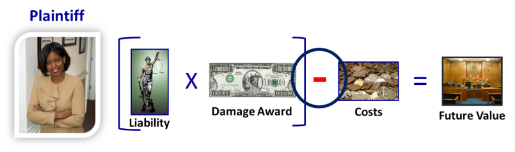 Plaintiff
X
-
=
Liability
Damage Award
Costs
Future Value